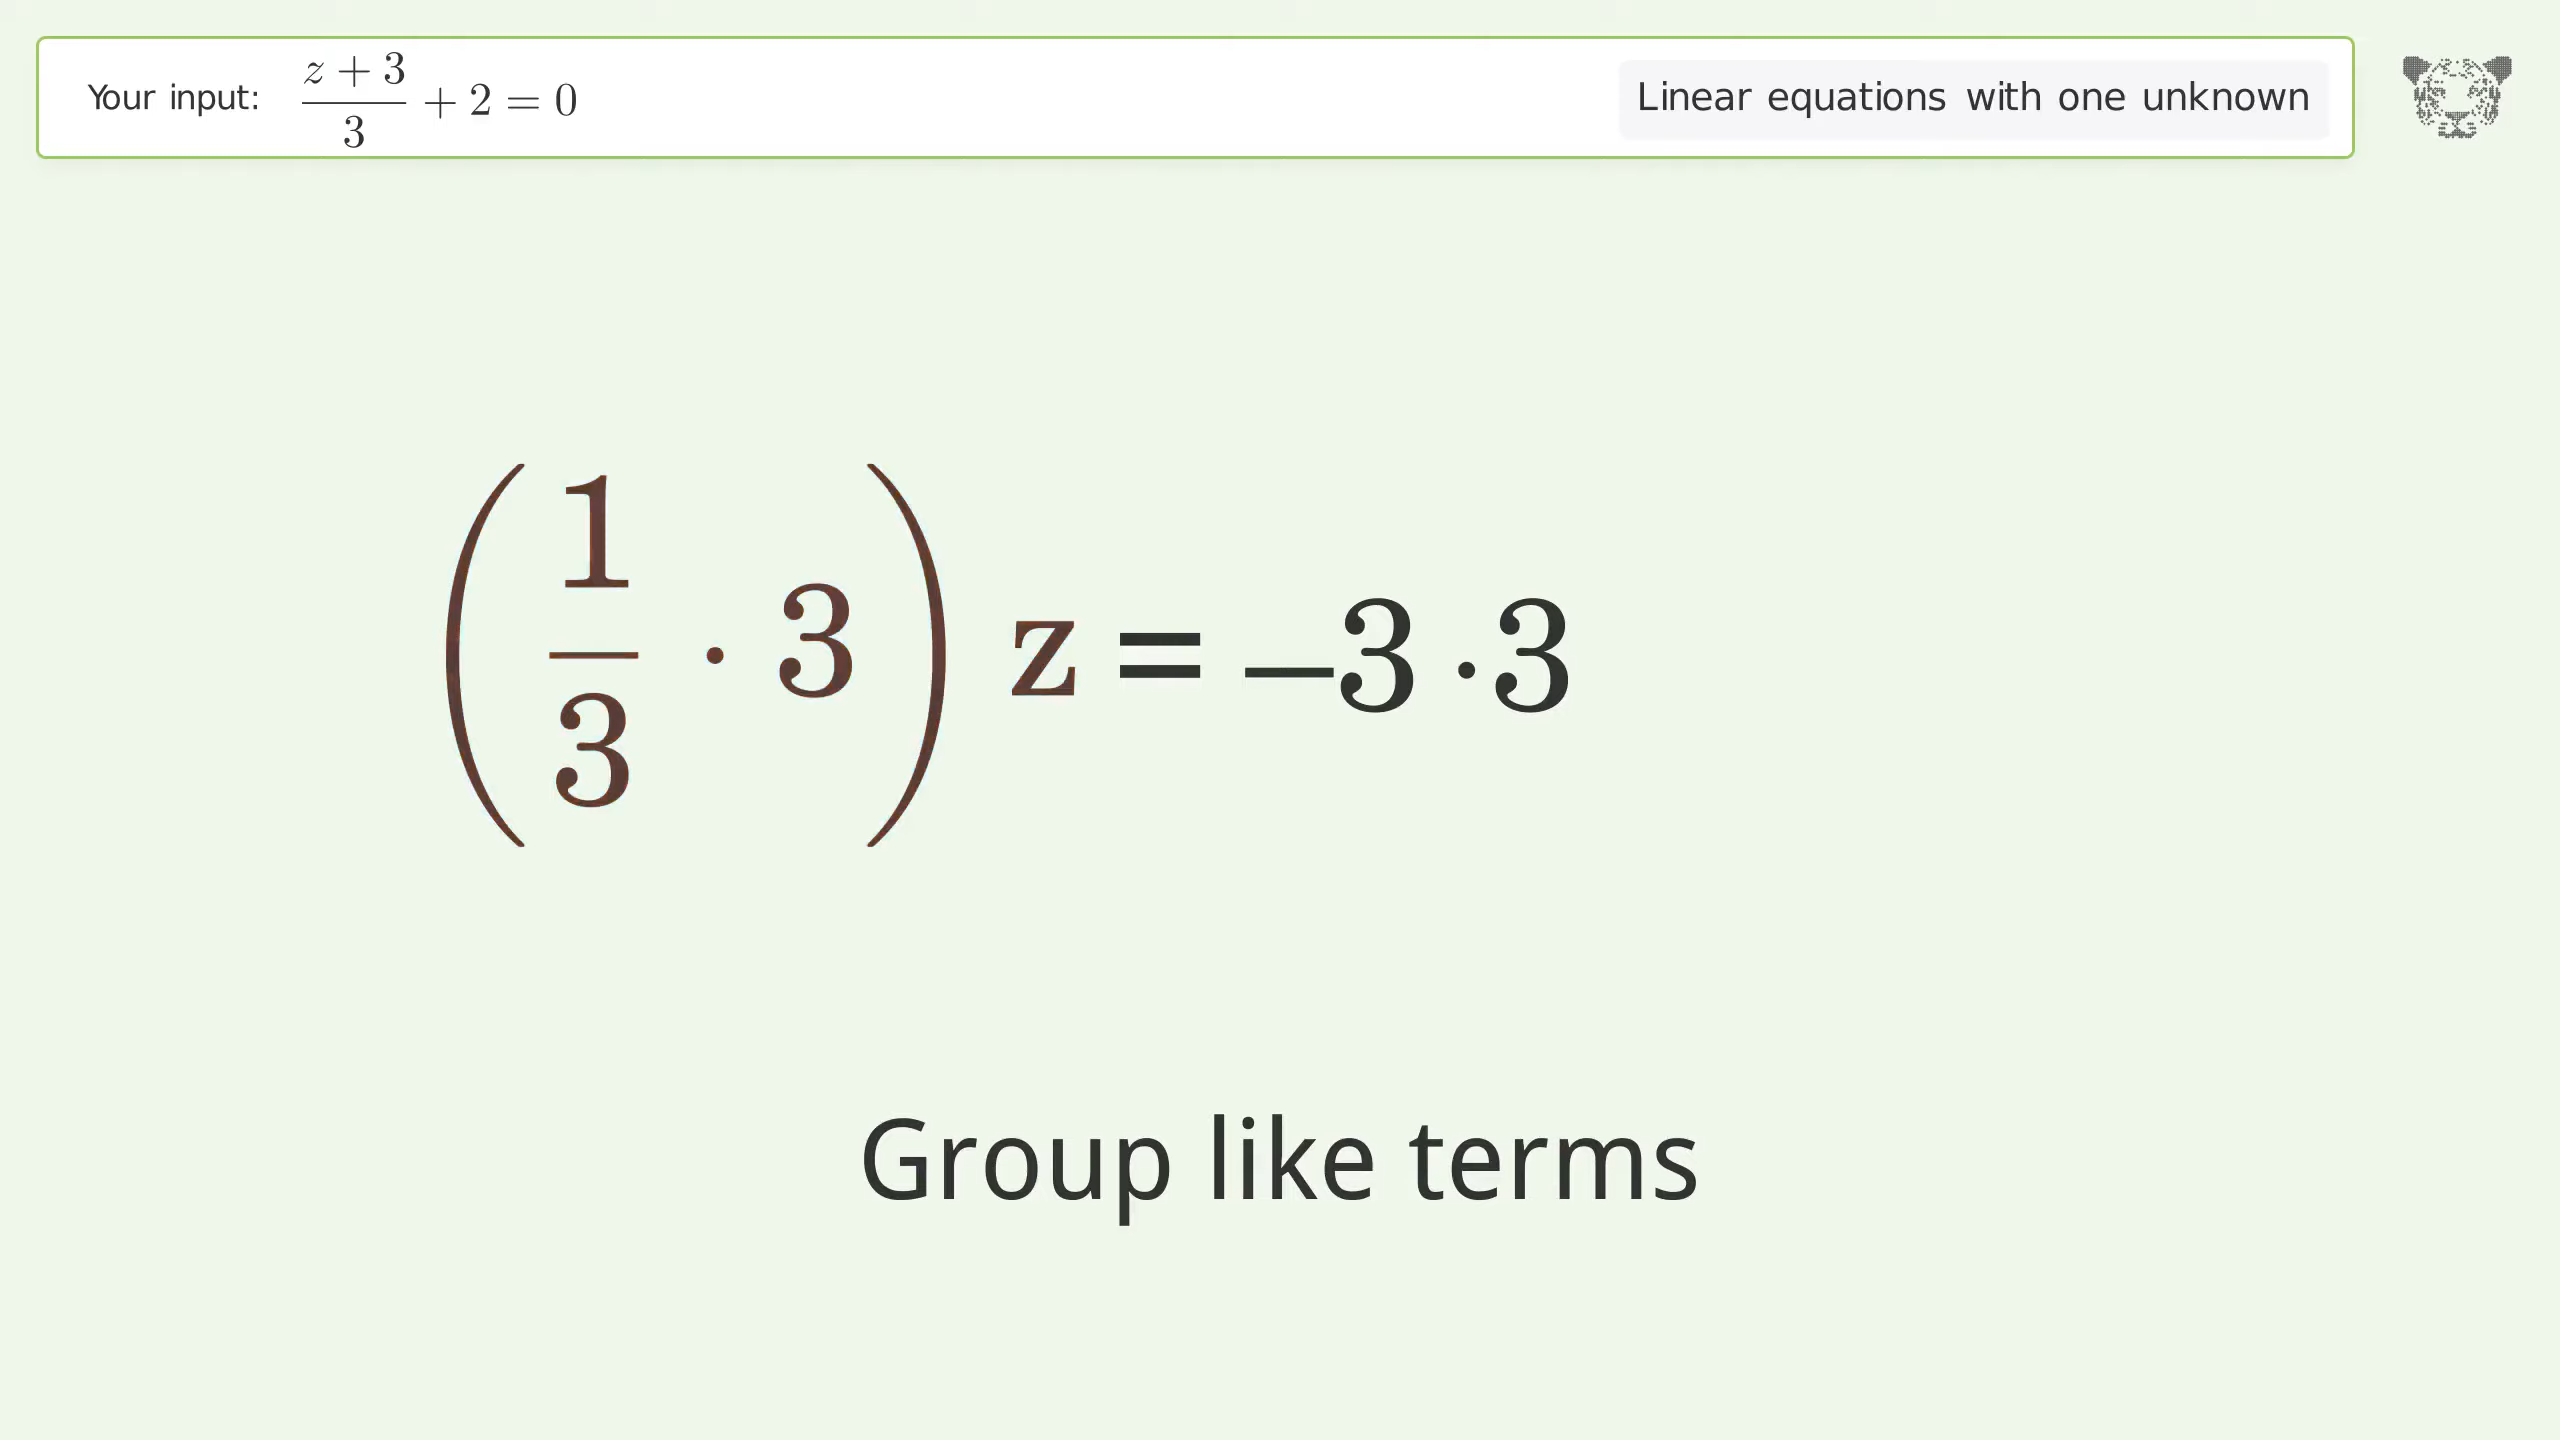 Your input: (z + 3)/3 + 2 = 0
Linear equations with one unknown
(1/3 · 3) z = −3 · 3
Group like terms